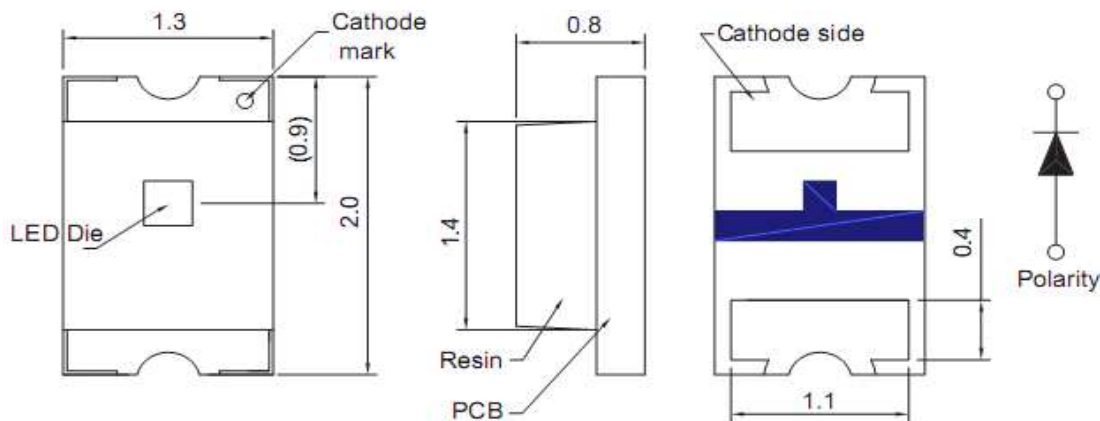 1.3
Cathode
mark
(0.9)
2.0
LED Die
0.8
1.4
Resin
PCB
Cathode side
0.4
1.1
Polarity